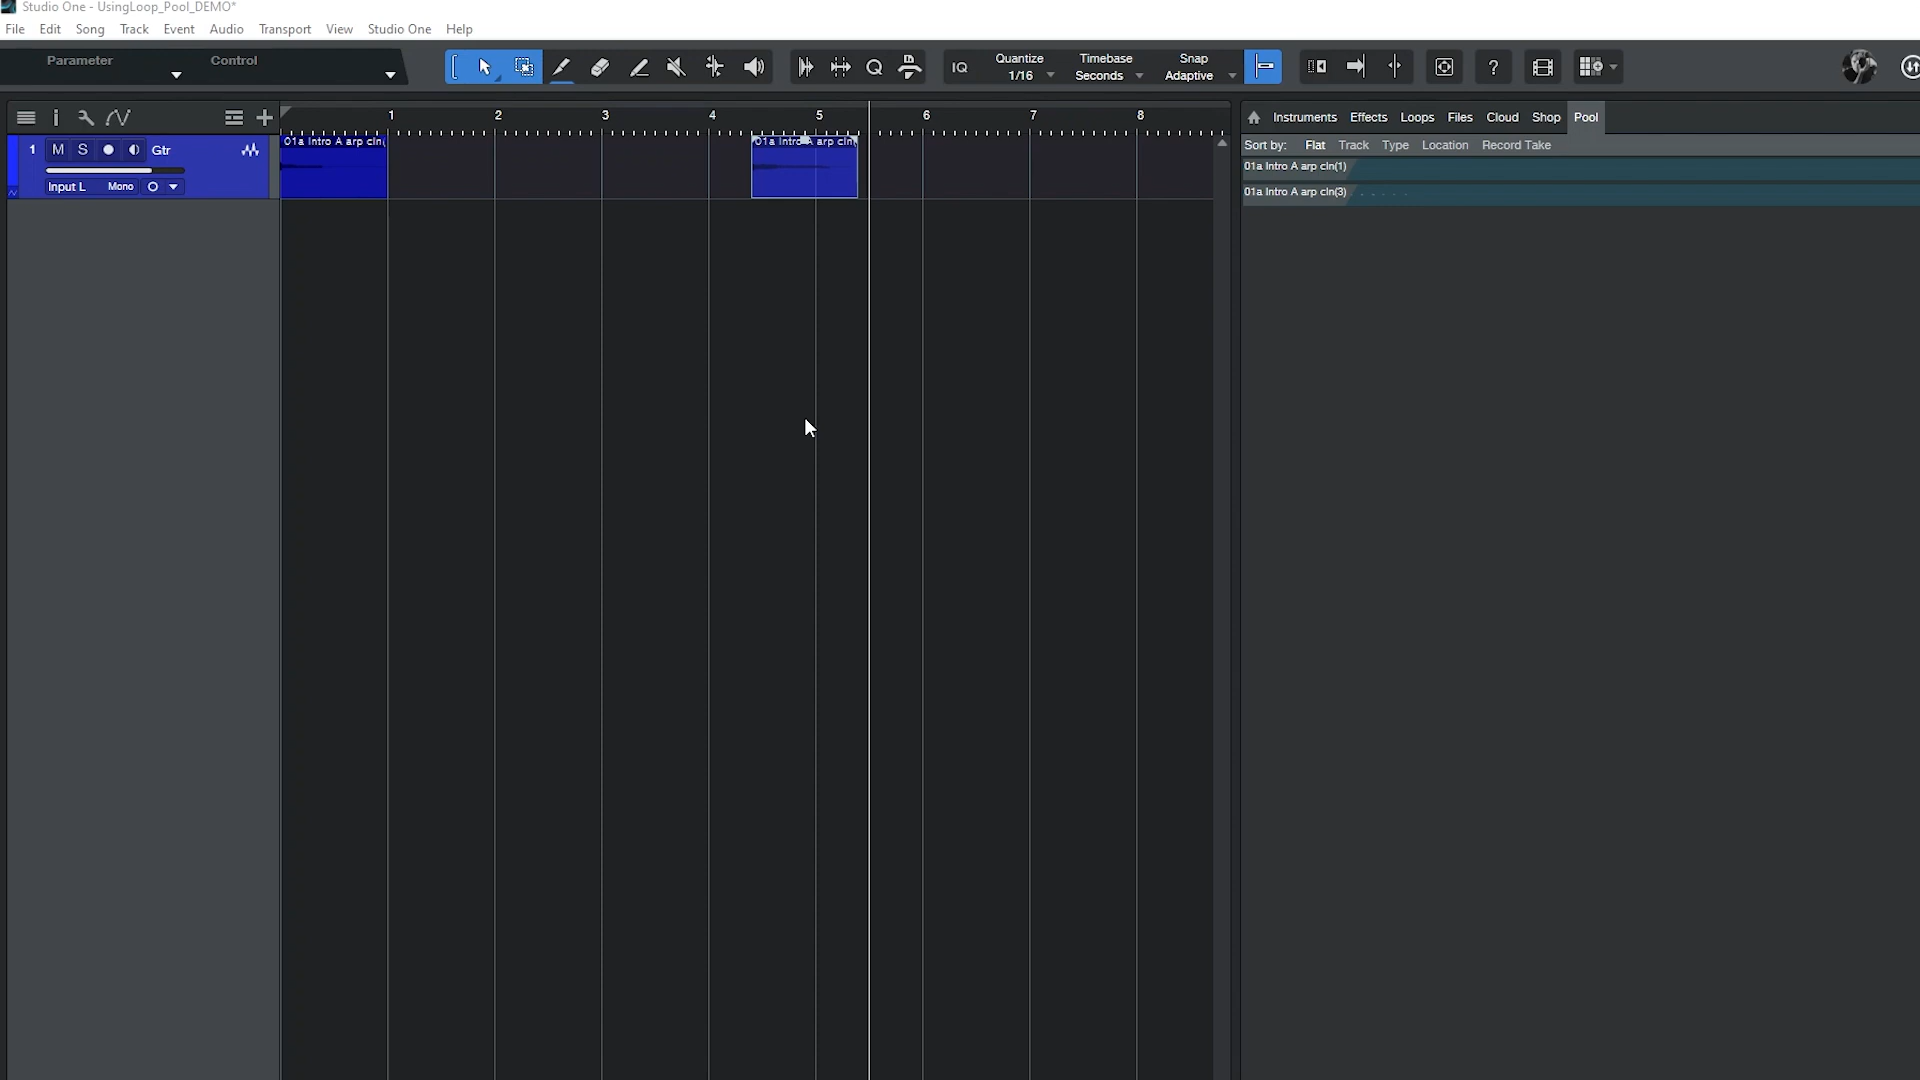 Studio One - UsingLoop_Pool_DEMO*
File Edit Song Track Event Audio Transport View Studio One Help
Parameter Control
IQ Quantize 1/16 Timebase Seconds Snap Adaptive ?
1 2 3 4 5 6 7 8
Instruments Effects Loops Files Cloud Shop Pool
Sort by: Flat Track Type Location Record Take
1 M S Gtr
Input L Mono
01a Intro A arp cln(
01a Intro A arp cln(
01a Intro A arp cln(1)
01a Intro A arp cln(3)